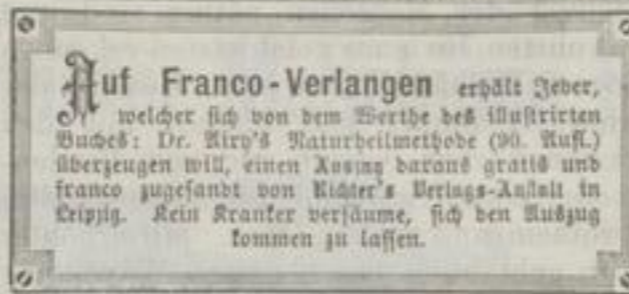 Auf Franco-Verlangen erhält Jeder,
welcher sich von dem Werthe des illustrirten
Buches: Dr. Airy's Naturheilmethode (90. Aufl.)
überzeugen will, einen Auszug daraus gratis und
franco zugesandt von Richter's Verlags-Anstalt in
Leipzig. Kein Kranker versäume, sich den Auszug
kommen zu lassen.